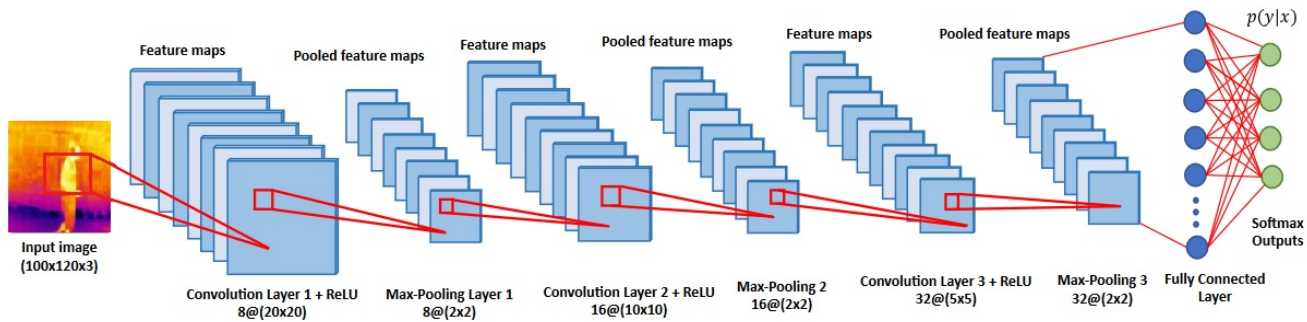 Feature maps
Pooled feature maps
Feature maps
Pooled feature maps
Feature maps
Pooled feature maps
p(y|x)
Input image
(100x120x3)
Convolution Layer 1 + ReLU
8@(20x20)
Max-Pooling Layer 1
8@(2x2)
Convolution Layer 2 + ReLU
16@(10x10)
Max-Pooling 2
16@(2x2)
Convolution Layer 3 + ReLU
32@(5x5)
Max-Pooling 3
32@(2x2)
Fully Connected
Layer
Softmax
Outputs